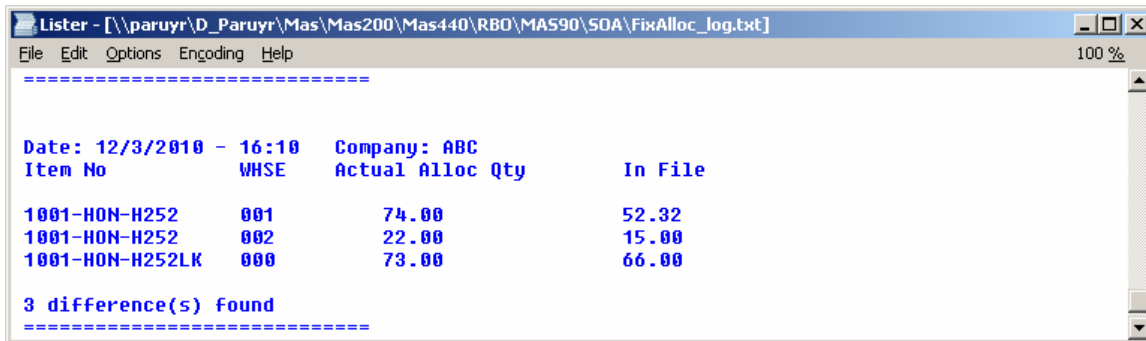 Lister - [\\paruyr\D_Paruyr\Mas\Mas200\Mas440\RBO\MAS90\SOA\FixAlloc_log.txt]
File Edit Options Encoding Help 100 %
=============================
Date: 12/3/2010 - 16:10 Company: ABC
Item No WHSE Actual Alloc Qty In File
1001-HON-H252 001 74.00 52.32
1001-HON-H252 002 22.00 15.00
1001-HON-H252LK 000 73.00 66.00
3 difference(s) found
=============================